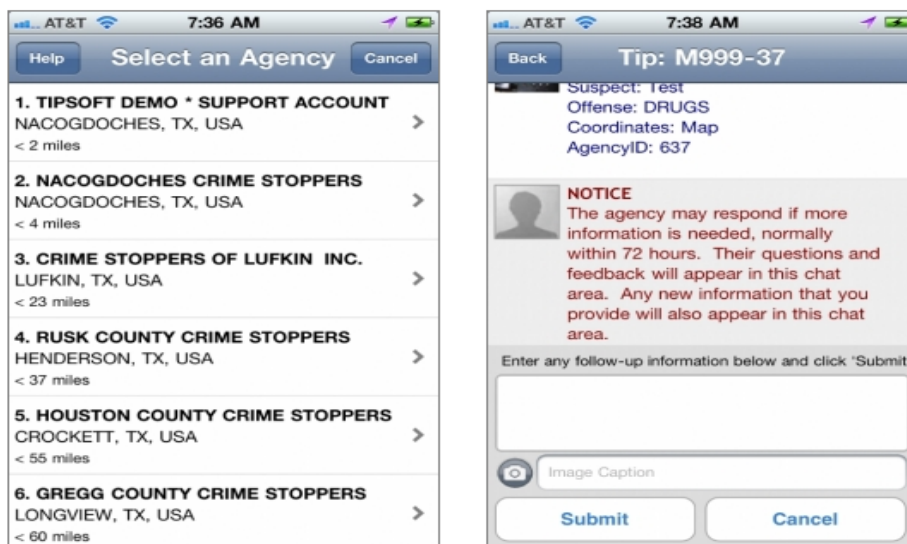 AT&T 7:36 AM
Help Select an Agency Cancel
1. TIPSOFT DEMO * SUPPORT ACCOUNT
NACOGDOCHES, TX, USA
< 2 miles
2. NACOGDOCHES CRIME STOPPERS
NACOGDOCHES, TX, USA
< 4 miles
3. CRIME STOPPERS OF LUFKIN INC.
LUFKIN, TX, USA
< 23 miles
4. RUSK COUNTY CRIME STOPPERS
HENDERSON, TX, USA
< 37 miles
5. HOUSTON COUNTY CRIME STOPPERS
CROCKETT, TX, USA
< 55 miles
6. GREGG COUNTY CRIME STOPPERS
LONGVIEW, TX, USA
< 60 miles
AT&T 7:38 AM
Back Tip: M999-37
Suspect: Test
Offense: DRUGS
Coordinates: Map
AgencyID: 637
NOTICE
The agency may respond if more
information is needed, normally
within 72 hours. Their questions and
feedback will appear in this chat
area. Any new information that you
provide will also appear in this chat
area.
Enter any follow-up information below and click 'Submit
Image Caption
Submit Cancel